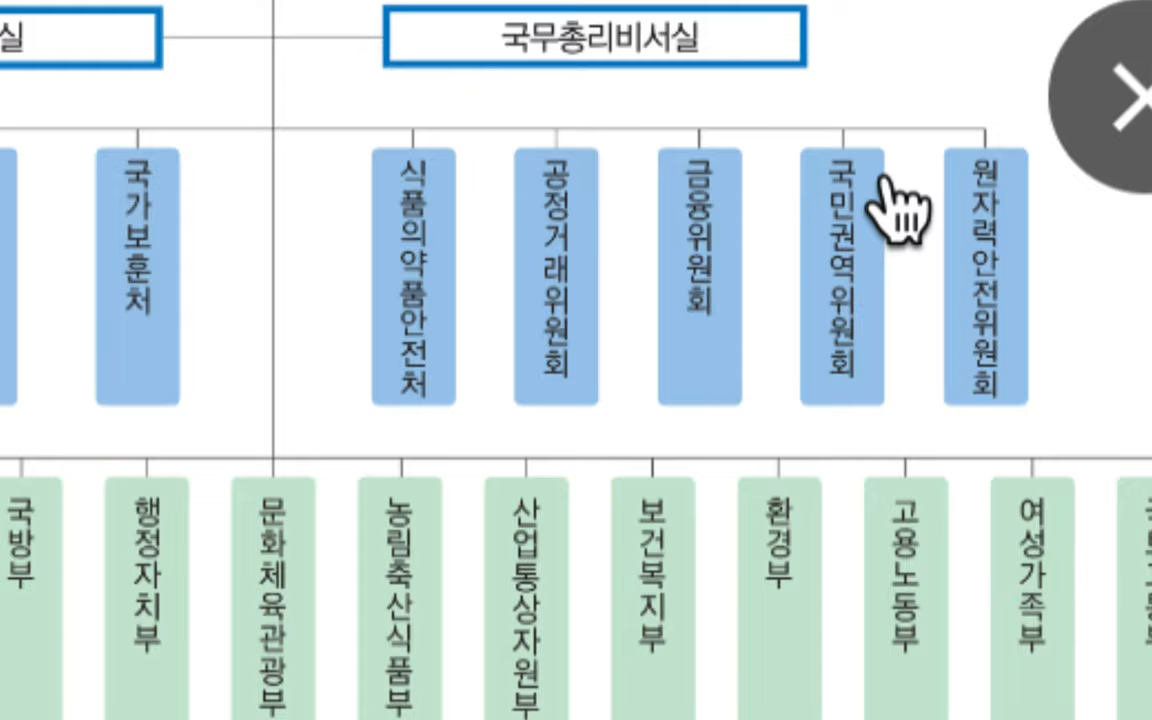 실
국무총리비서실
국가보훈처
식품의약품안전처
공정거래위원회
금융위원회
국민권역위원회
원자력안전위원회
국방부
행정자치부
문화체육관광부
농림축산식품부
산업통상자원부
보건복지부
환경부
고용노동부
여성가족부